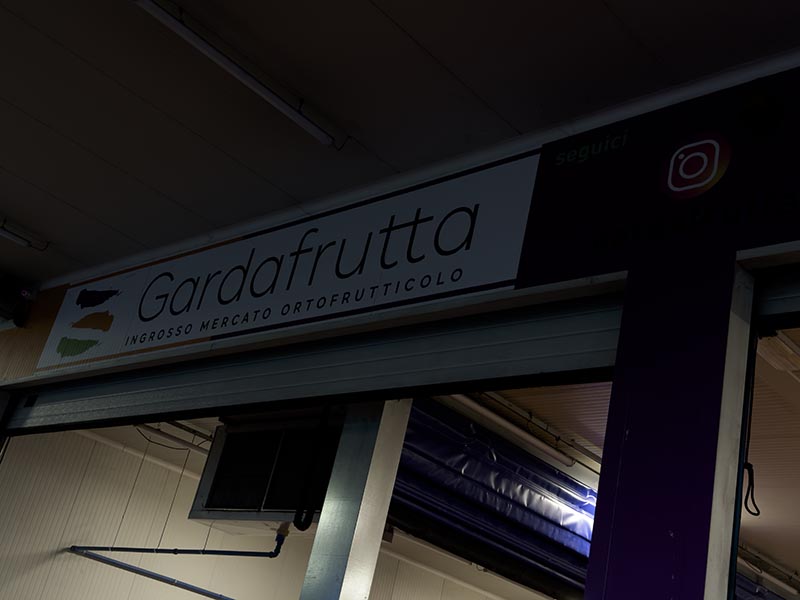 Gardafrutta
INGROSSO MERCATO ORTOFRUTTICOLO
seguici